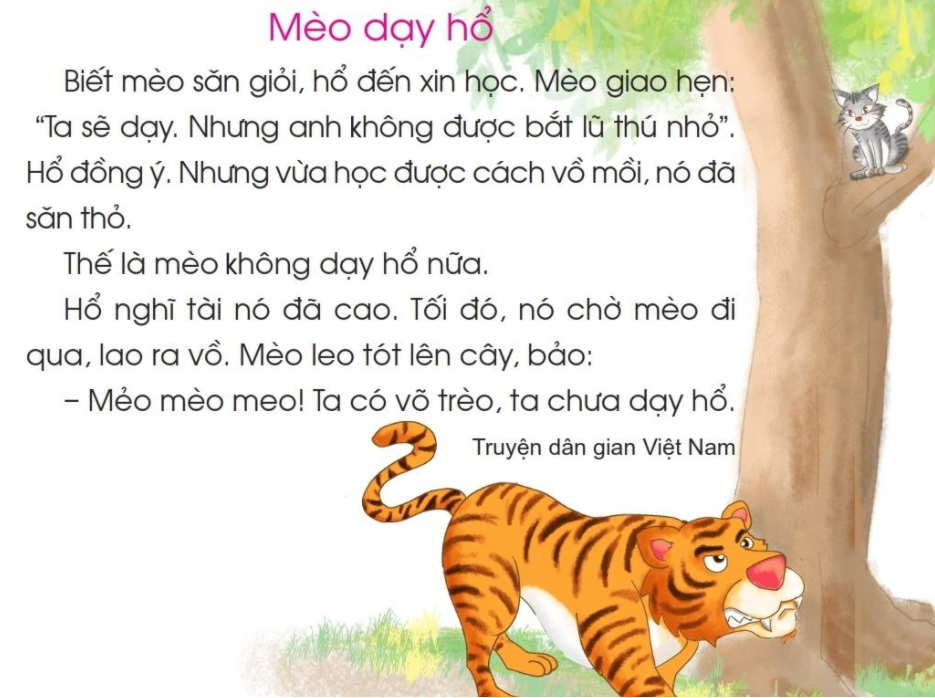 Mèo dạy hổ
Biết mèo săn giỏi, hổ đến xin học. Mèo giao hẹn:
“Ta sẽ dạy. Nhưng anh không được bắt lũ thú nhỏ”.
Hổ đồng ý. Nhưng vừa học được cách vồ mồi, nó đã
săn thỏ.
Thế là mèo không dạy hổ nữa.
Hổ nghĩ tài nó đã cao. Tối đó, nó chờ mèo đi
qua, lao ra vồ. Mèo leo tót lên cây, bảo:
– Mẻo mèo meo! Ta có võ trèo, ta chưa dạy hổ.
Truyện dân gian Việt Nam